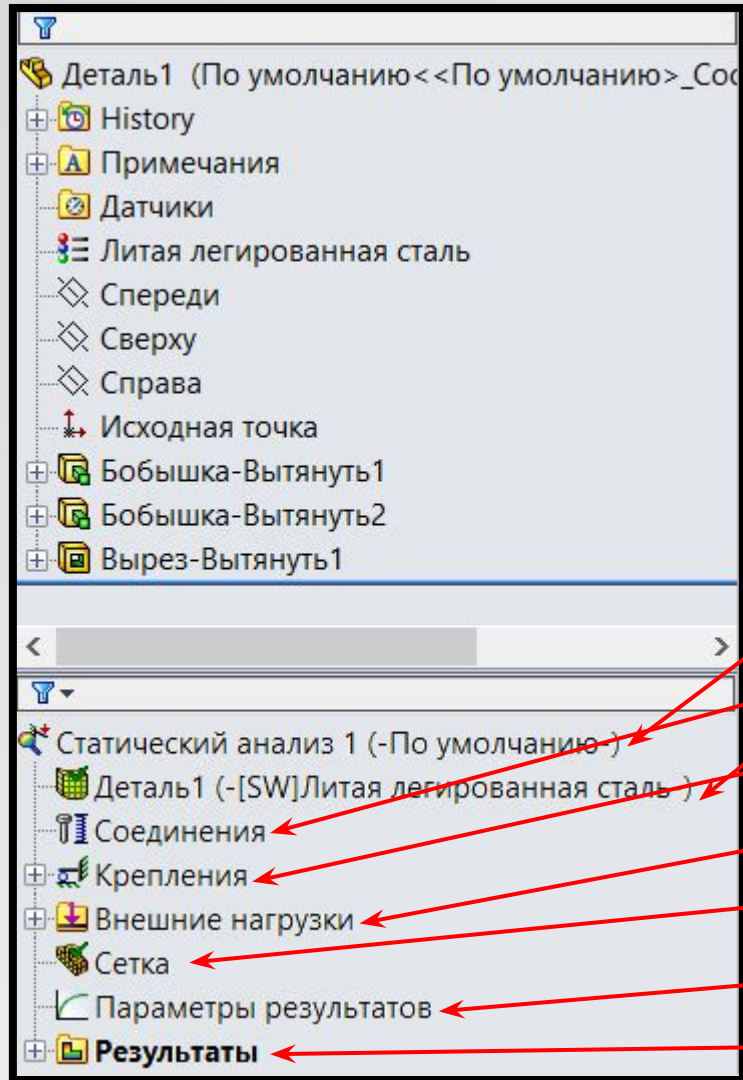 Деталь1 (По умолчанию<<По умолчанию>_Сос
History
Примечания
Датчики
Литая легированная сталь
Спереди
Сверху
Справа
Исходная точка
Бобышка-Вытянуть1
Бобышка-Вытянуть2
Вырез-Вытянуть1
Статический анализ 1 (-По умолчанию-)
Деталь1 (-[SW]Литая легированная сталь-)
Соединения
Крепления
Внешние нагрузки
Сетка
Параметры результатов
Результаты